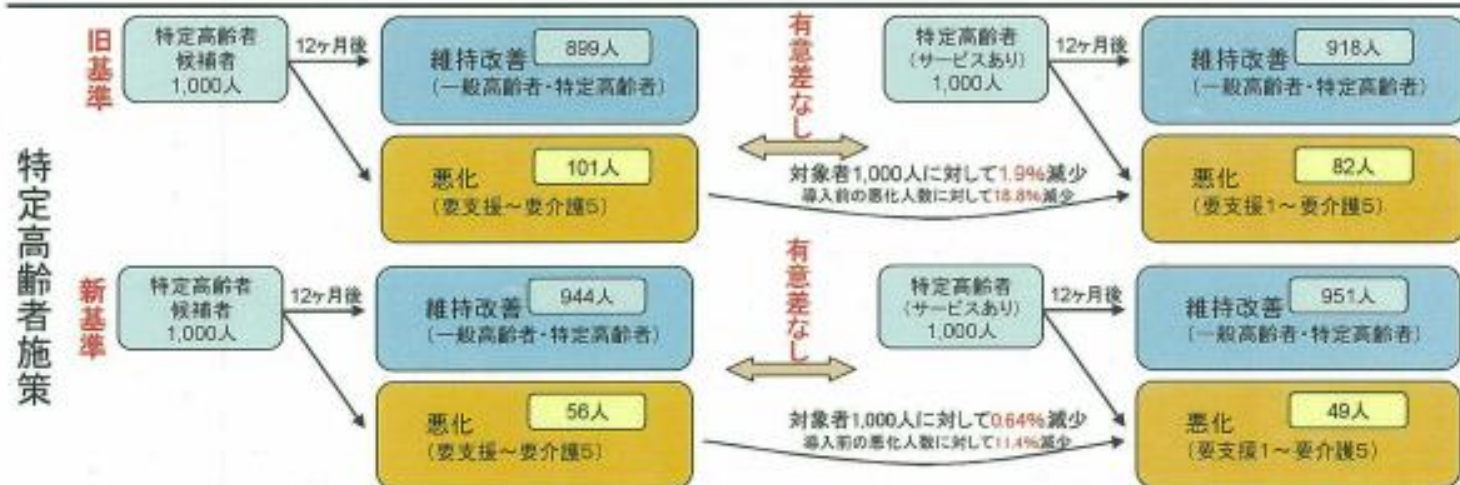 特定高齢者施策
旧基準
特定高齢者
候補者
1,000人
12ヶ月後
維持改善 899人
(一般高齢者・特定高齢者)
悪化 101人
(要支援～要介護5)
有意差なし
対象者1,000人に対して1.9%減少
導入前の悪化人数に対して18.8%減少
特定高齢者
(サービスあり)
1,000人
12ヶ月後
維持改善 918人
(一般高齢者・特定高齢者)
悪化 82人
(要支援1～要介護5)
新基準
特定高齢者
候補者
1,000人
12ヶ月後
維持改善 944人
(一般高齢者・特定高齢者)
悪化 56人
(要支援～要介護5)
有意差なし
対象者1,000人に対して0.64%減少
導入前の悪化人数に対して11.4%減少
特定高齢者
(サービスあり)
1,000人
12ヶ月後
維持改善 951人
(一般高齢者・特定高齢者)
悪化 49人
(要支援1～要介護5)